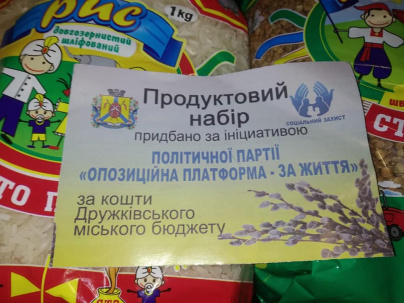 рис
довгозернистий
шліфований
1kg
Продуктовий
набір
СОЦІАЛЬНИЙ ЗАХИСТ
придбано за ініціативою
ПОЛІТИЧНОЇ ПАРТІЇ
«ОПОЗИЦІЙНА ПЛАТФОРМА - ЗА ЖИТТЯ»
за кошти
Дружківського
міського бюджету
СТО